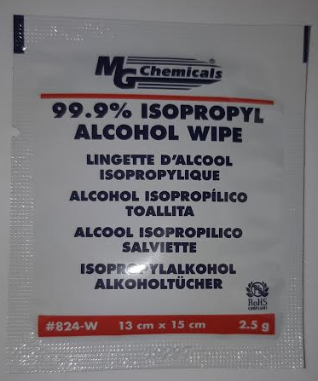 MG Chemicals
99.9% ISOPROPYL
ALCOHOL WIPE
LINGETTE D'ALCOOL
ISOPROPYLIQUE
ALCOHOL ISOPROPÍLICO
TOALLITA
ALCOOL ISOPROPILICO
SALVIETTE
ISOPROPYLALKOHOL
ALKOHOLTÜCHER
RoHS
COMPLIANT
#824-W 13 cm x 15 cm 2.5 g